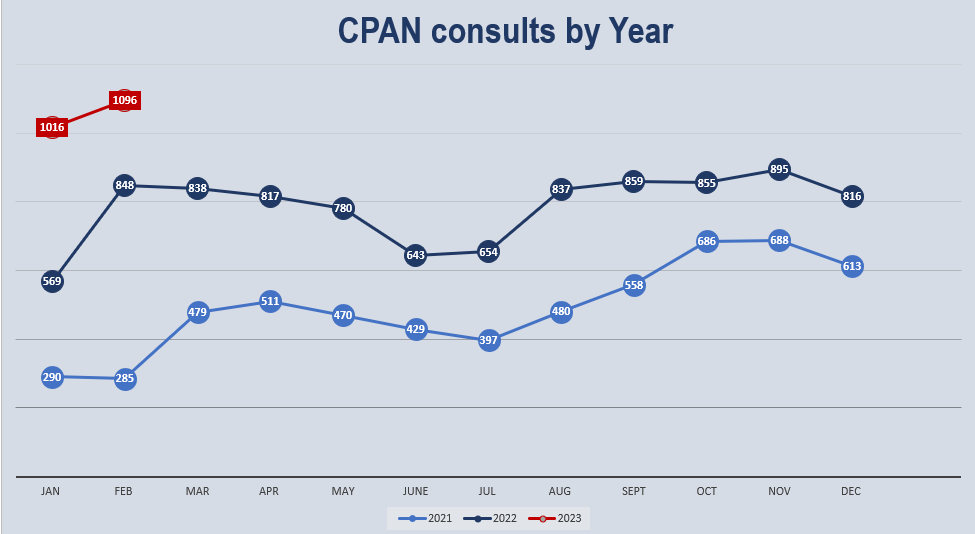 CPAN consults by Year
1016 1096
848 838 817 780 643 654 837 859 855 895 816
569
290 285 479 511 470 429 397 480 558 686 688 613
JAN FEB MAR APR MAY JUNE JUL AUG SEPT OCT NOV DEC
2021 2022 2023